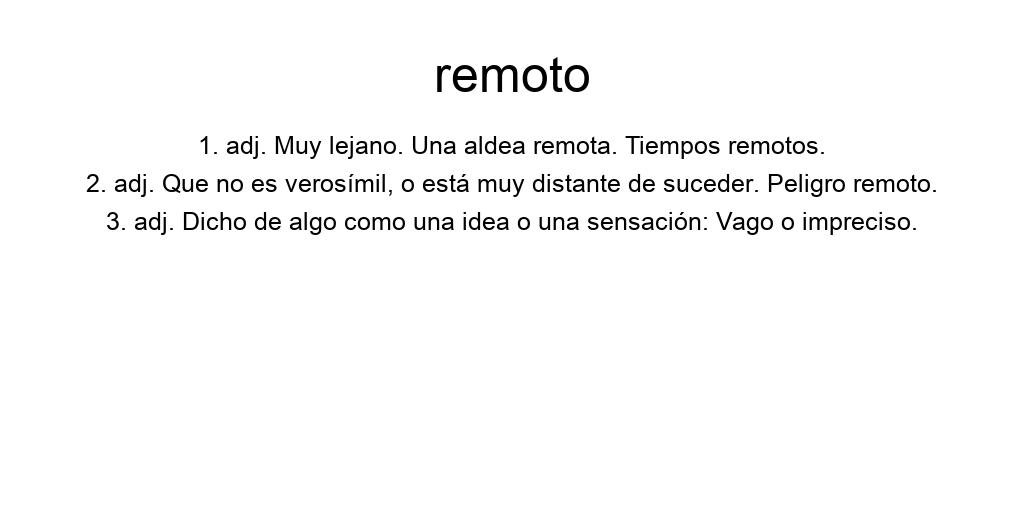 remoto
1. adj. Muy lejano. Una aldea remota. Tiempos remotos.
2. adj. Que no es verosímil, o está muy distante de suceder. Peligro remoto.
3. adj. Dicho de algo como una idea o una sensación: Vago o impreciso.